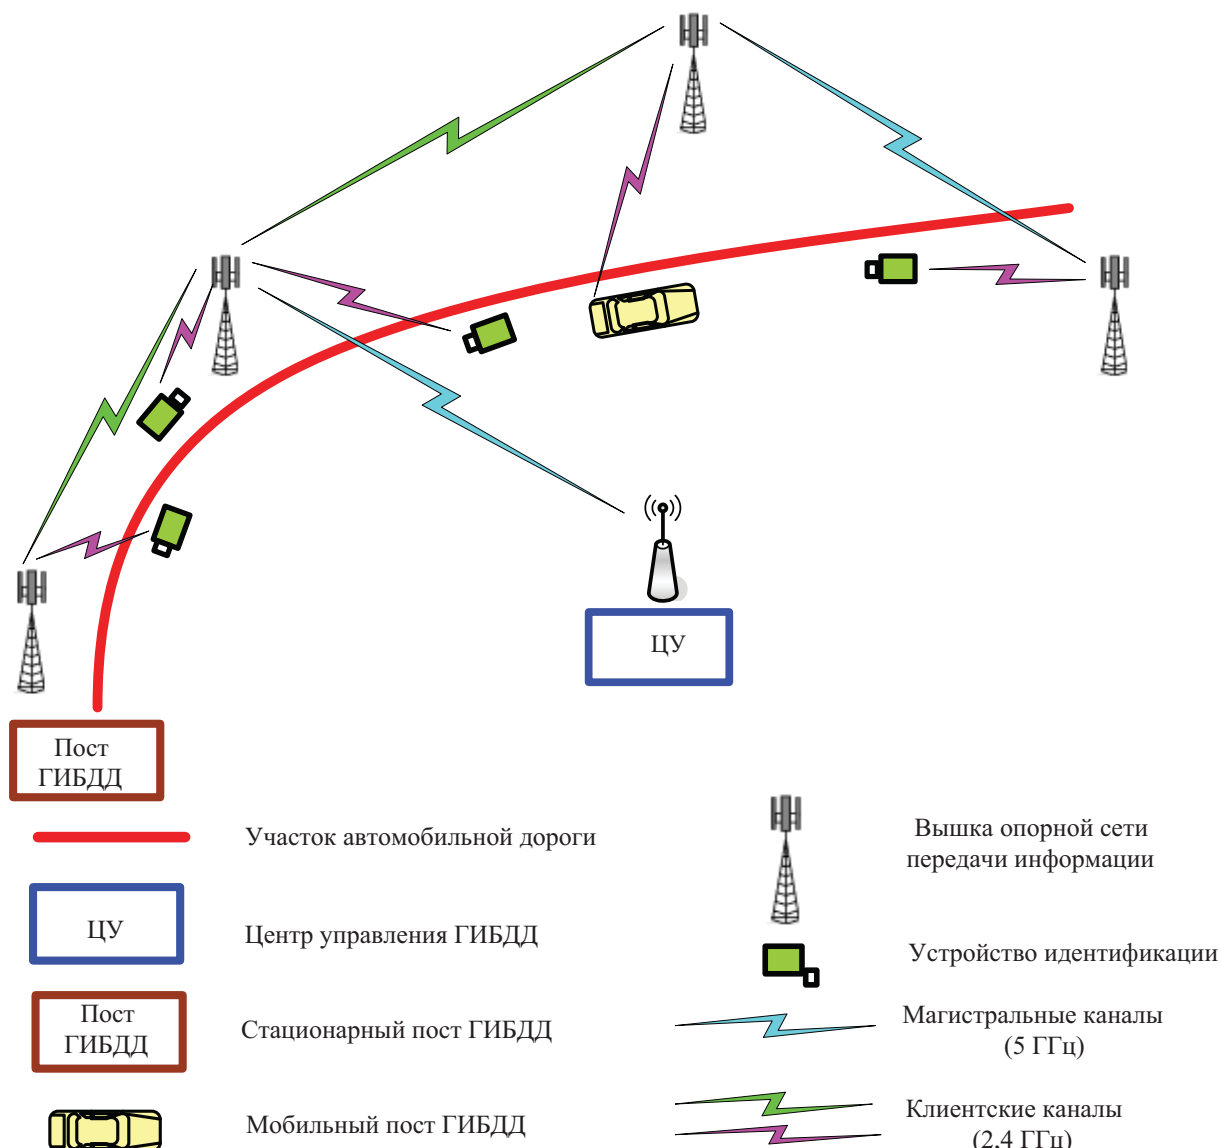 ЦУ
Пост
ГИБДД
Участок автомобильной дороги
ЦУ
Центр управления ГИБДД
Пост
ГИБДД
Стационарный пост ГИБДД
Мобильный пост ГИБДД
Вышка опорной сети
передачи информации
Устройство идентификации
Магистральные каналы
(5 ГГц)
Клиентские каналы
(2,4 ГГц)